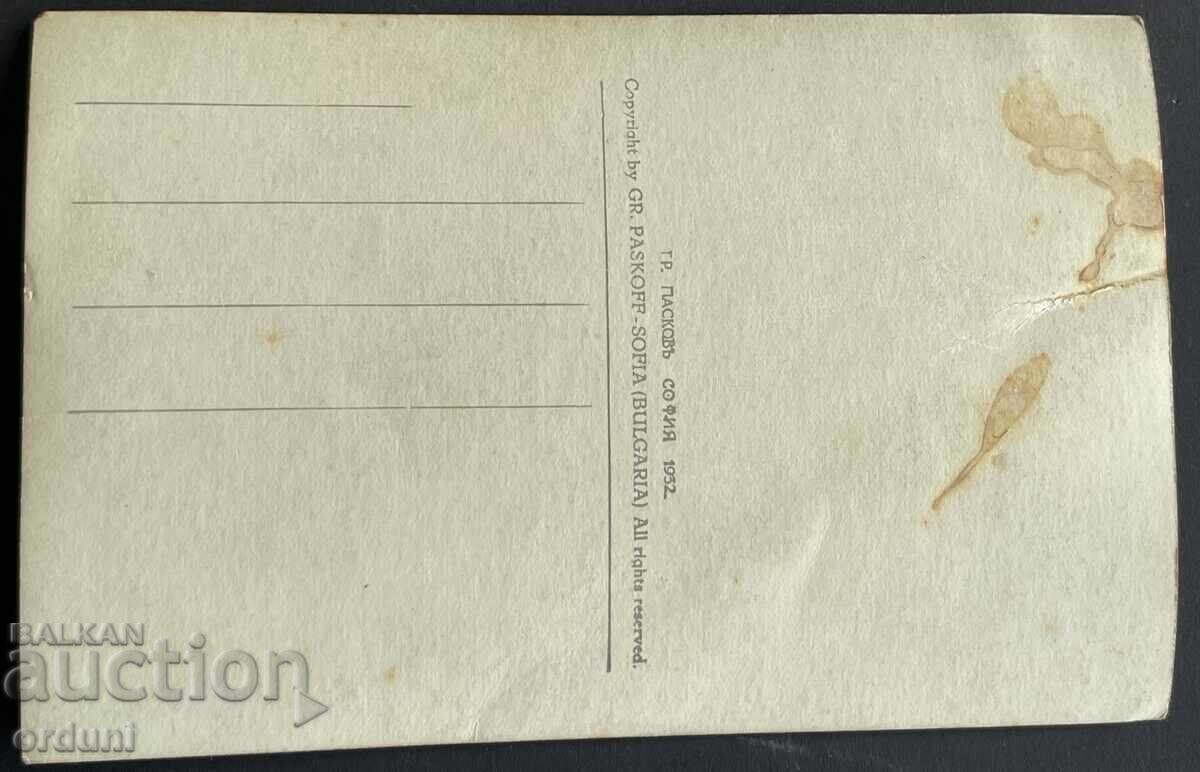 ГР. ПАСКОВЪ СОФИЯ 1932.
Copyright by GR. PASKOFF - SOFIA (BULGARIA) All rights reserved.
BALKAN
auction
orduni